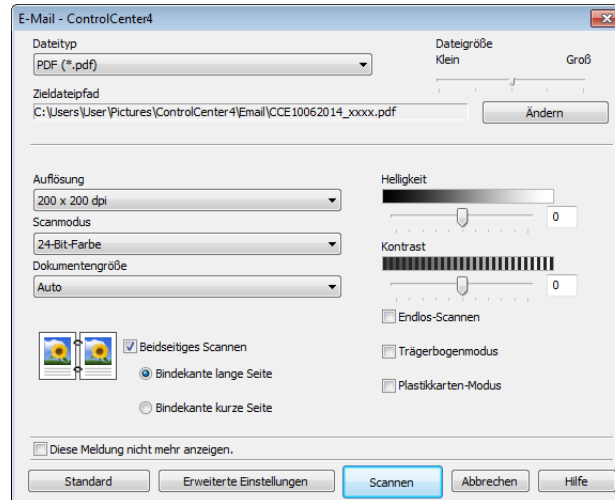 E-Mail - ControlCenter4
Dateityp
PDF (*.pdf)
Dateigröße
Klein Groß
Zieldateipfad
C:\Users\User\Pictures\ControlCenter4\Email\CCE10062014_xxxx.pdf
Ändern
Auflösung
200 x 200 dpi
Scanmodus
24-Bit-Farbe
Dokumentengröße
Auto
Helligkeit
0
Kontrast
0
Endlos-Scannen
Trägerbogenmodus
Plastikkarten-Modus
Beidseitiges Scannen
Bindekante lange Seite
Bindekante kurze Seite
Diese Meldung nicht mehr anzeigen.
Standard Erweiterte Einstellungen Scannen Abbrechen Hilfe